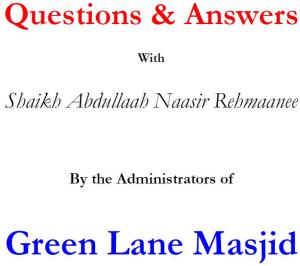 Questions & Answers
With
Shaikh Abdullaah Naasir Rehmaanee
By the Administrators of
Green Lane Masjid